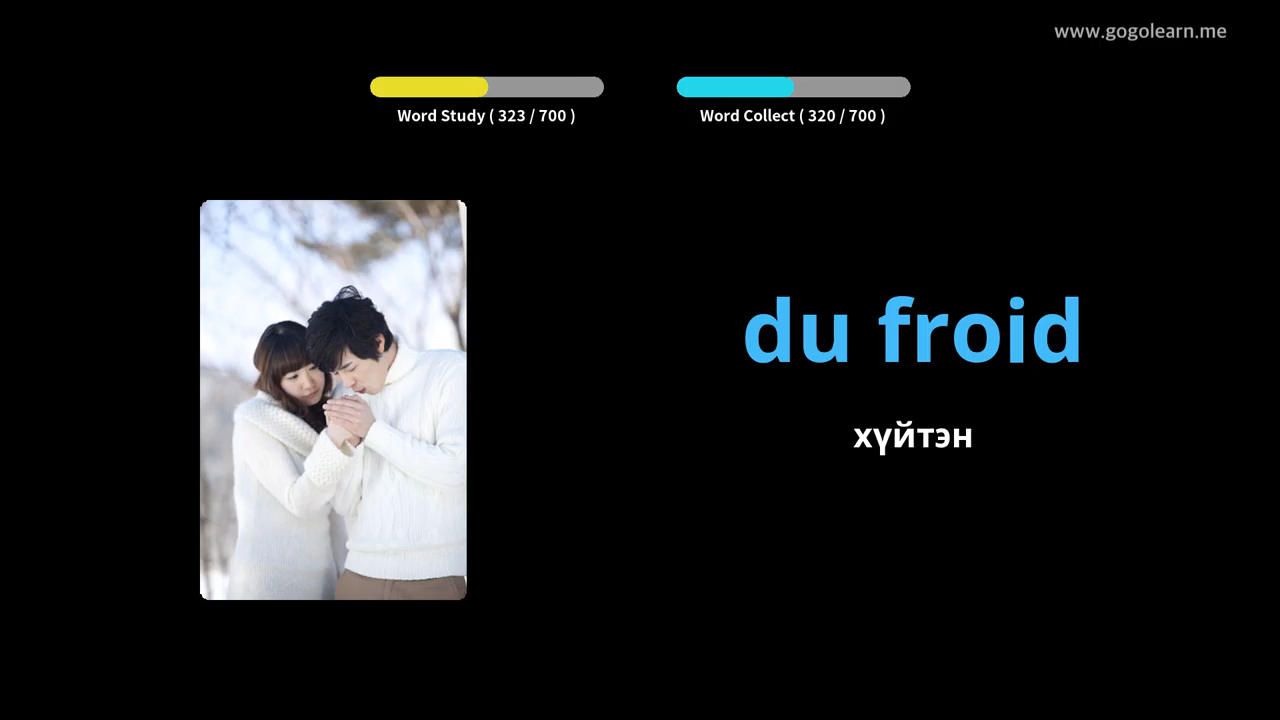 www.gogolearn.me
Word Study ( 323 / 700 )
Word Collect ( 320 / 700 )
du froid
хүйтэн